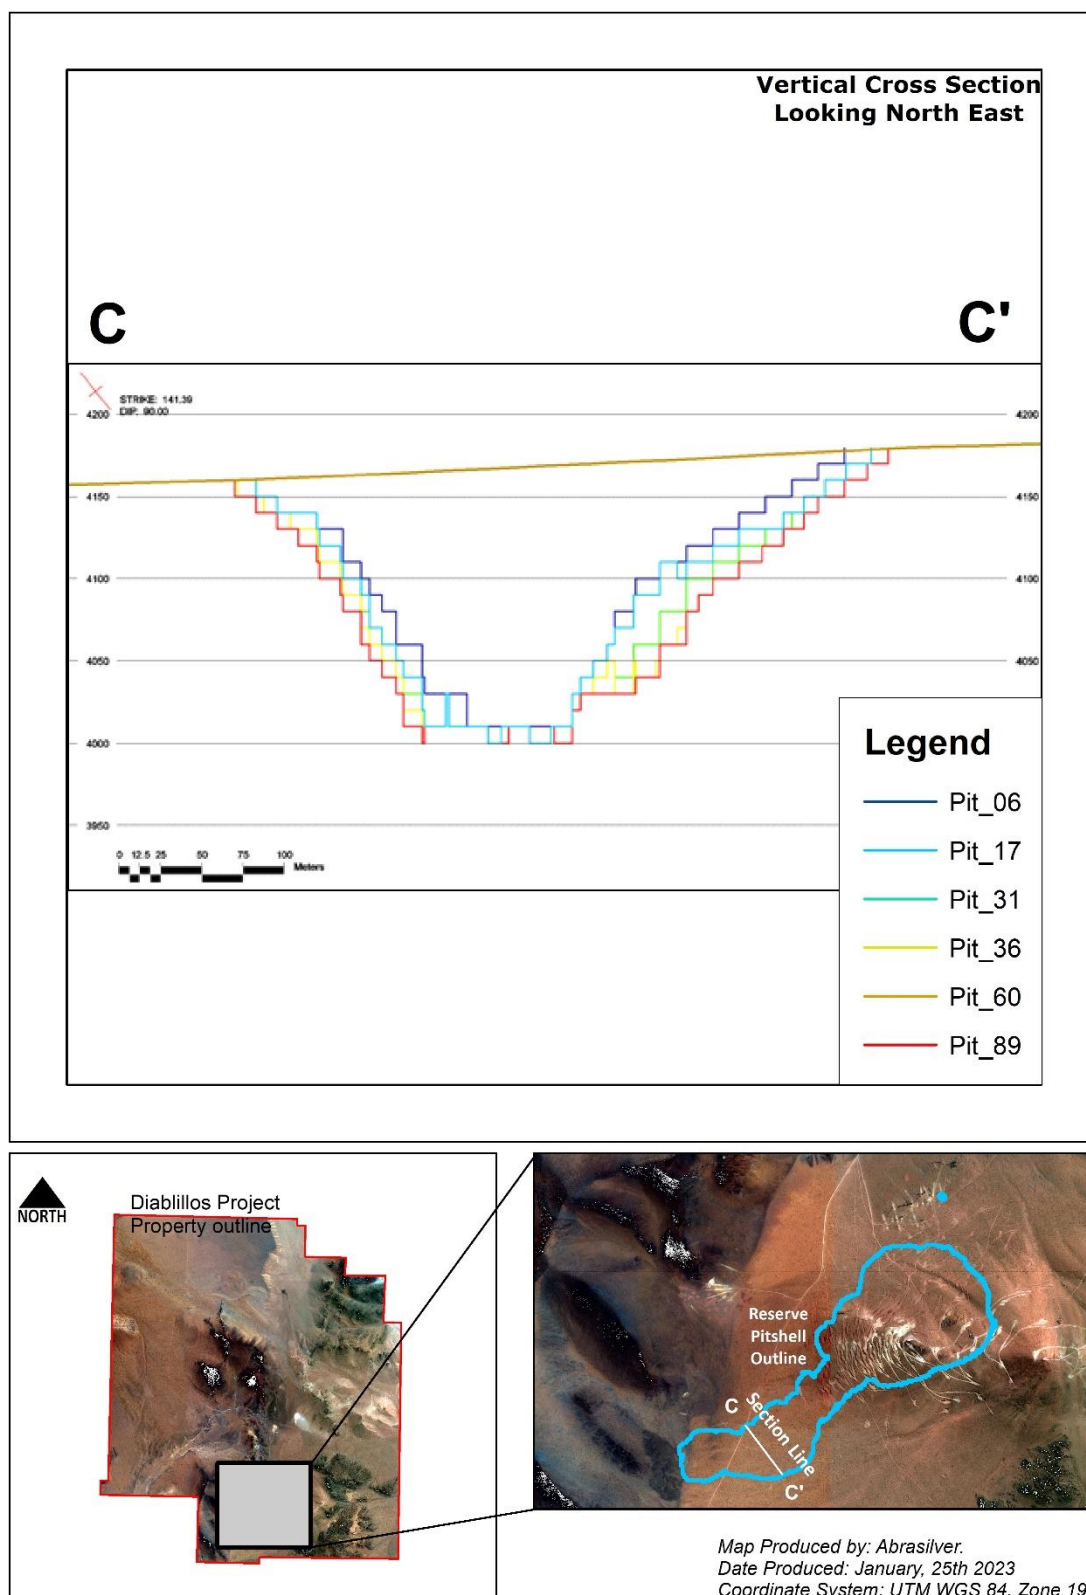 Vertical Cross Section
Looking North East
C
C'
STRIKE: 141.39
DIP: 90.00
4200
4200
4150
4150
4100
4100
4050
4050
4000
3950
0 12.5 25 50 75 100
Meters
Legend
Pit_06
Pit_17
Pit_31
Pit_36
Pit_60
Pit_89
NORTH
Diablillos Project
Property outline
Reserve
Pitshell
Outline
C
Section Line
C'
Map Produced by: Abrasilver.
Date Produced: January, 25th 2023
Coordinate System: UTM WGS 84, Zone 19